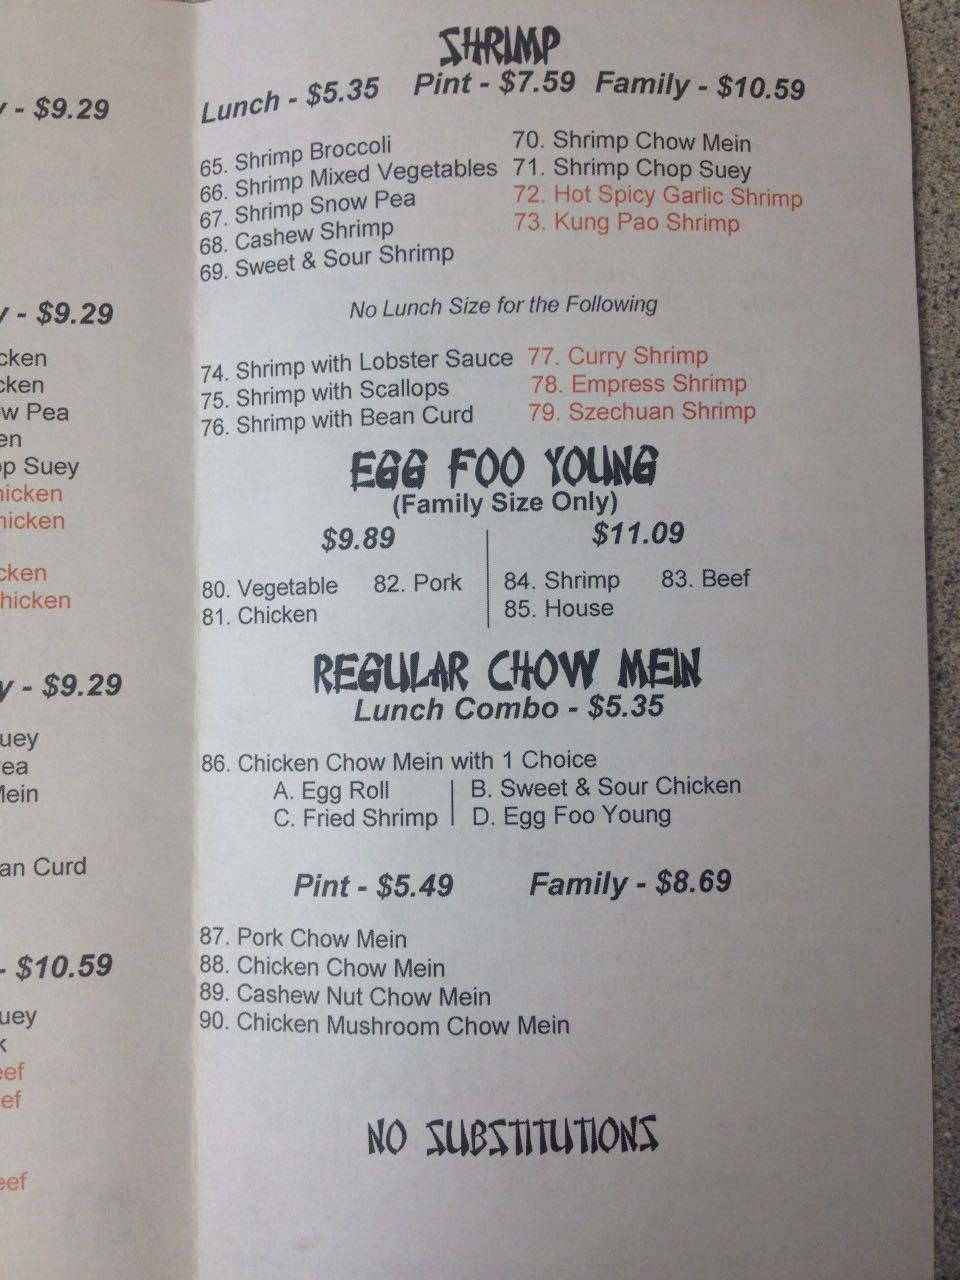 y - $9.29
y - $9.29
cken
cken
ow Pea
en
op Suey
hicken
hicken
cken
hicken
y - $9.29
uey
ea
Mein
an Curd
- $10.59
uey
k
eef
ef
eef
SHRIMP
Lunch - $5.35 Pint - $7.59 Family - $10.59
65. Shrimp Broccoli
66. Shrimp Mixed Vegetables
67. Shrimp Snow Pea
68. Cashew Shrimp
69. Sweet & Sour Shrimp
70. Shrimp Chow Mein
71. Shrimp Chop Suey
72. Hot Spicy Garlic Shrimp
73. Kung Pao Shrimp
No Lunch Size for the Following
74. Shrimp with Lobster Sauce
75. Shrimp with Scallops
76. Shrimp with Bean Curd
77. Curry Shrimp
78. Empress Shrimp
79. Szechuan Shrimp
EGG FOO YOUNG
(Family Size Only)
$9.89 $11.09
80. Vegetable 82. Pork
81. Chicken
84. Shrimp 83. Beef
85. House
REGULAR CHOW MEIN
Lunch Combo - $5.35
86. Chicken Chow Mein with 1 Choice
A. Egg Roll B. Sweet & Sour Chicken
C. Fried Shrimp D. Egg Foo Young
Pint - $5.49 Family - $8.69
87. Pork Chow Mein
88. Chicken Chow Mein
89. Cashew Nut Chow Mein
90. Chicken Mushroom Chow Mein
NO SUBSTITUTIONS